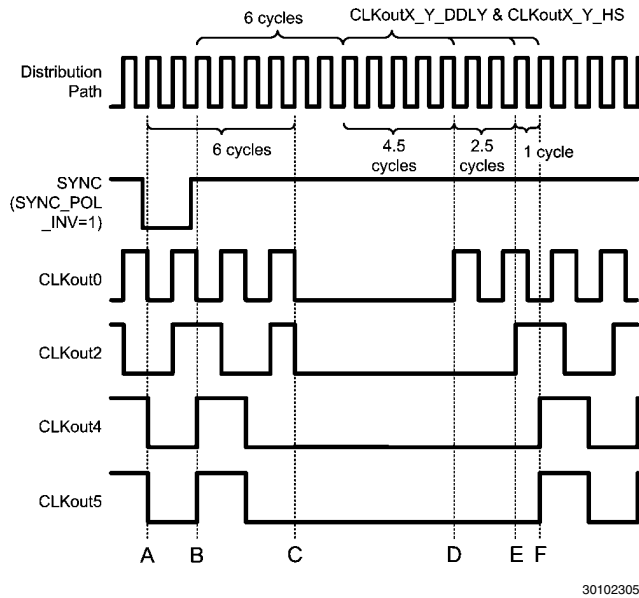 6 cycles
CLKoutX_Y_DDLY & CLKoutX_Y_HS
Distribution
Path
6 cycles
4.5
cycles
2.5
cycles
1 cycle
SYNC
(SYNC_POL
_INV=1)
CLKout0
CLKout2
CLKout4
CLKout5
A B C D E F
30102305